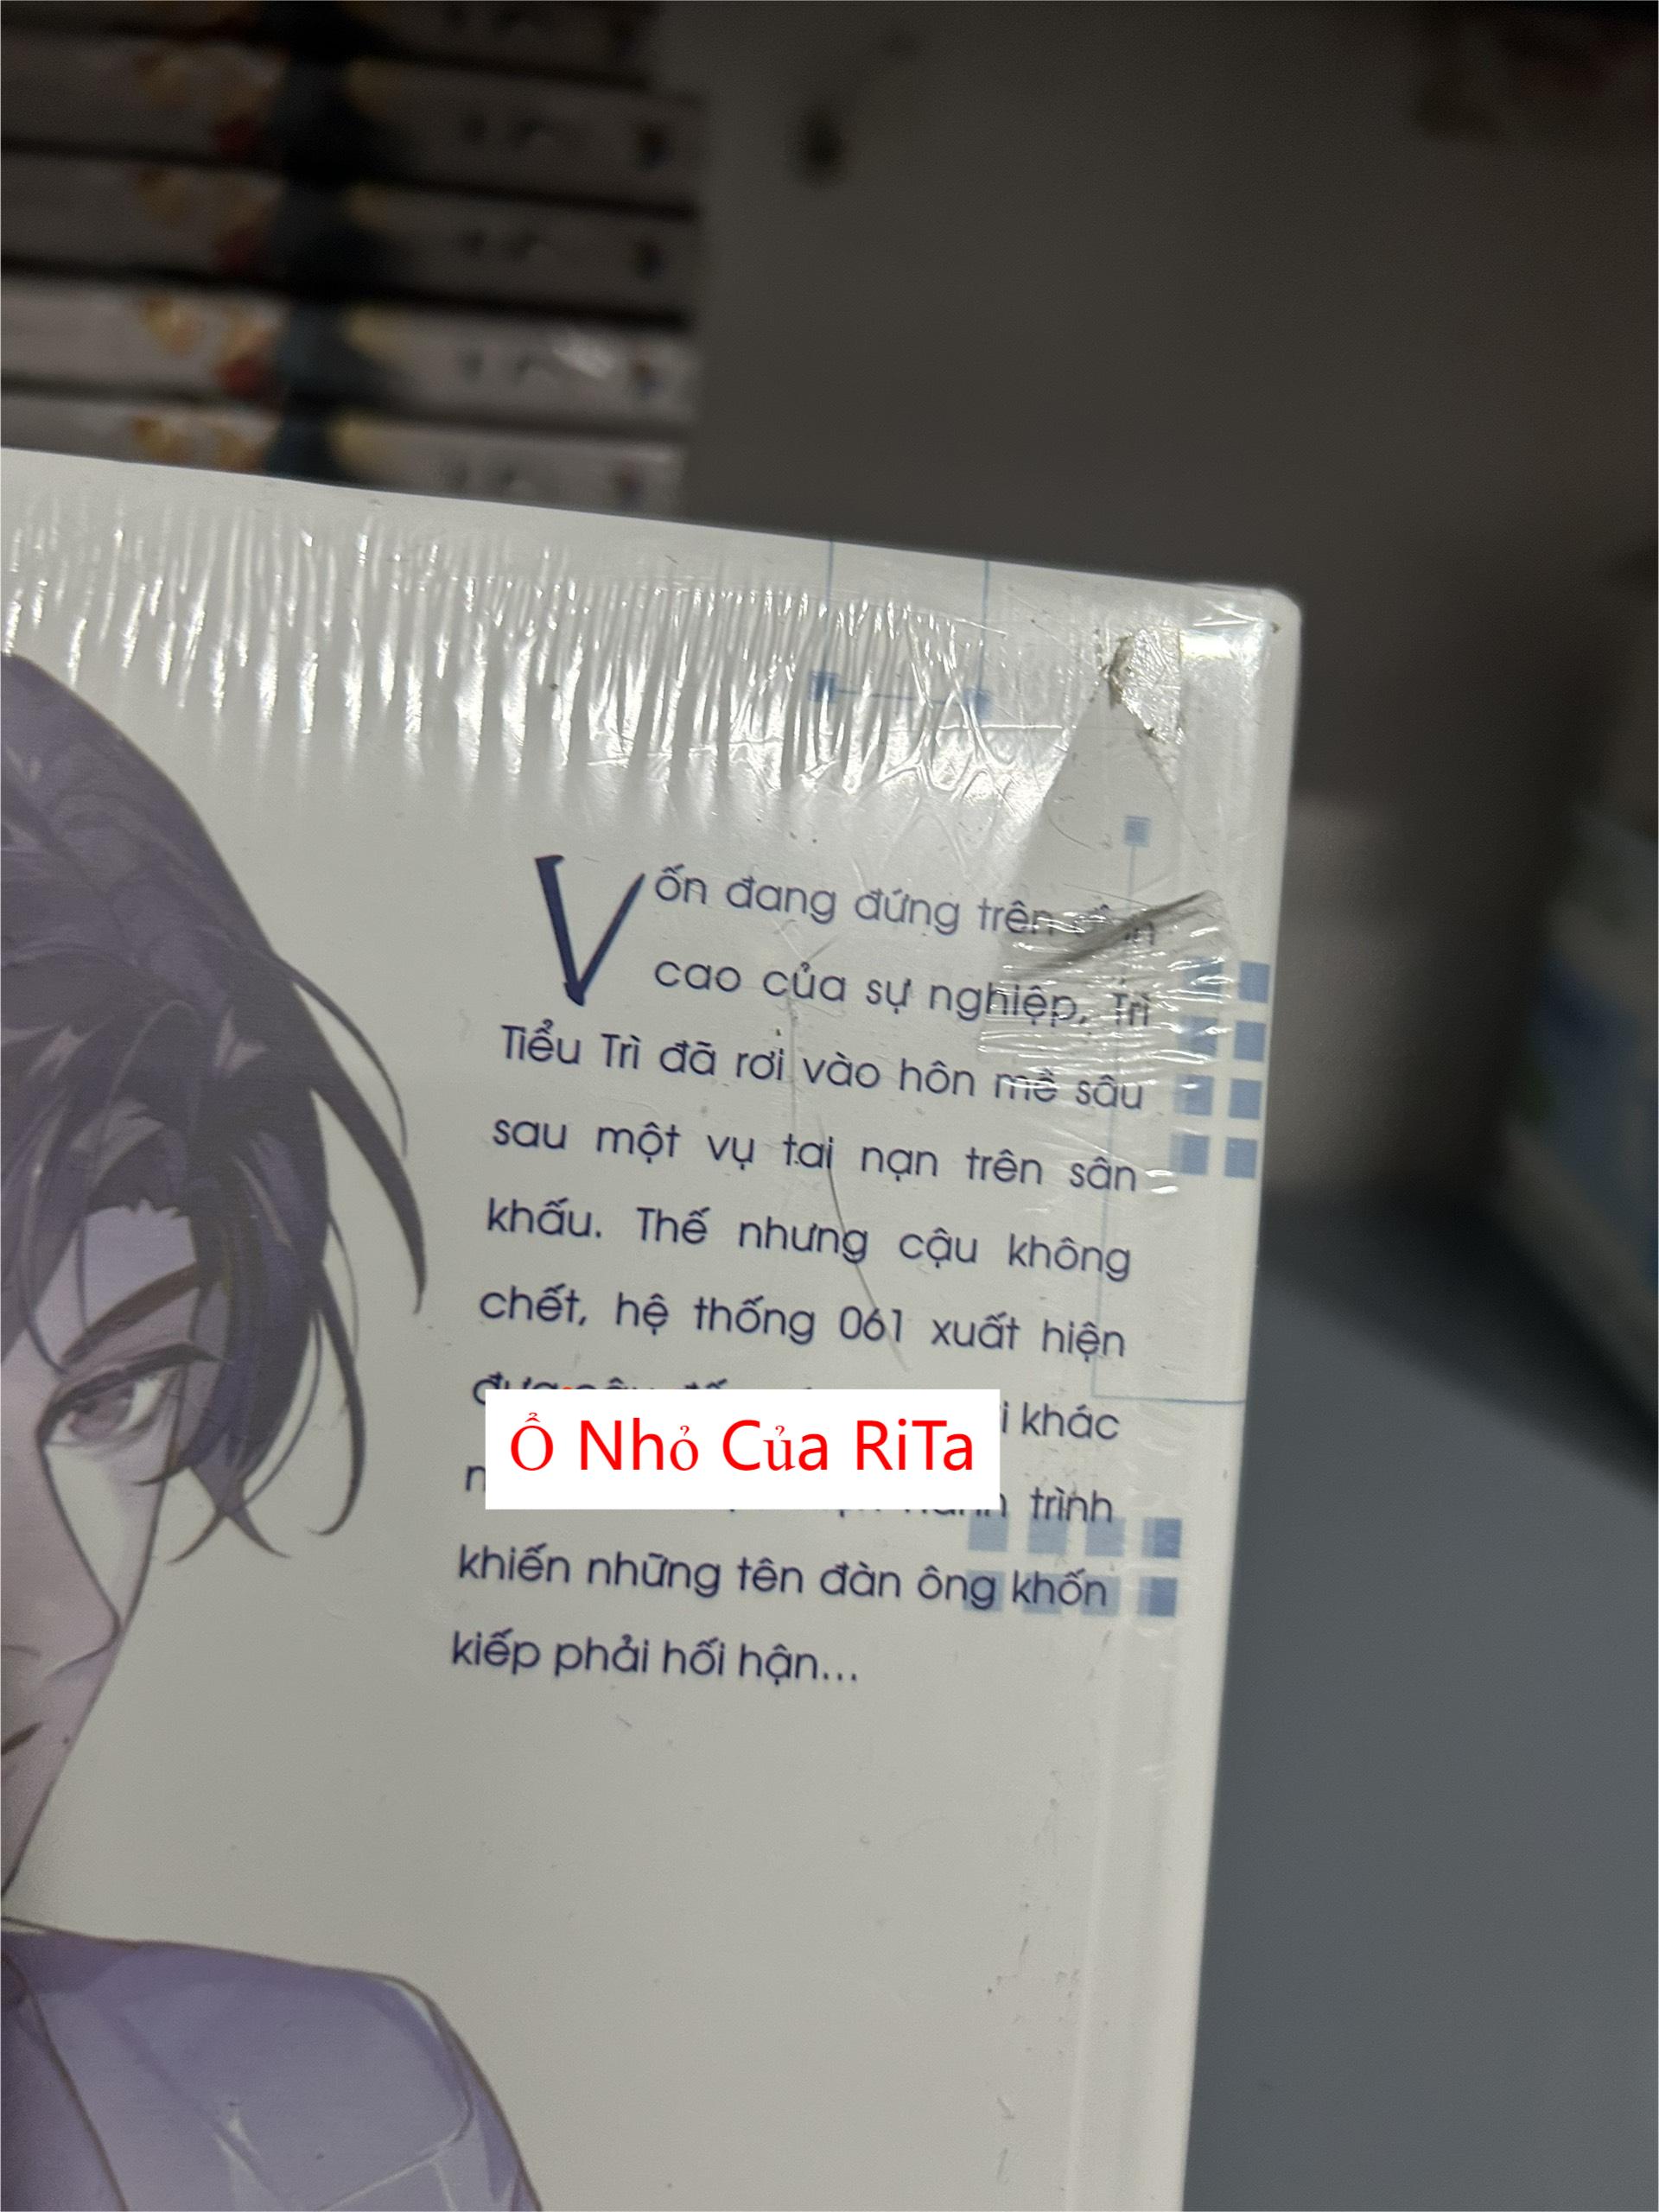 Vốn đang đứng trên
cao của sự nghiệp, Trì
Tiểu Trì đã rơi vào hôn mê sâu
sau một vụ tai nạn trên sân
khấu. Thế nhưng cậu không
chết, hệ thống 061 xuất hiện
khác
Ổ Nhỏ Của RiTa
trình
khiến những tên đàn ông khốn
kiếp phải hối hận...